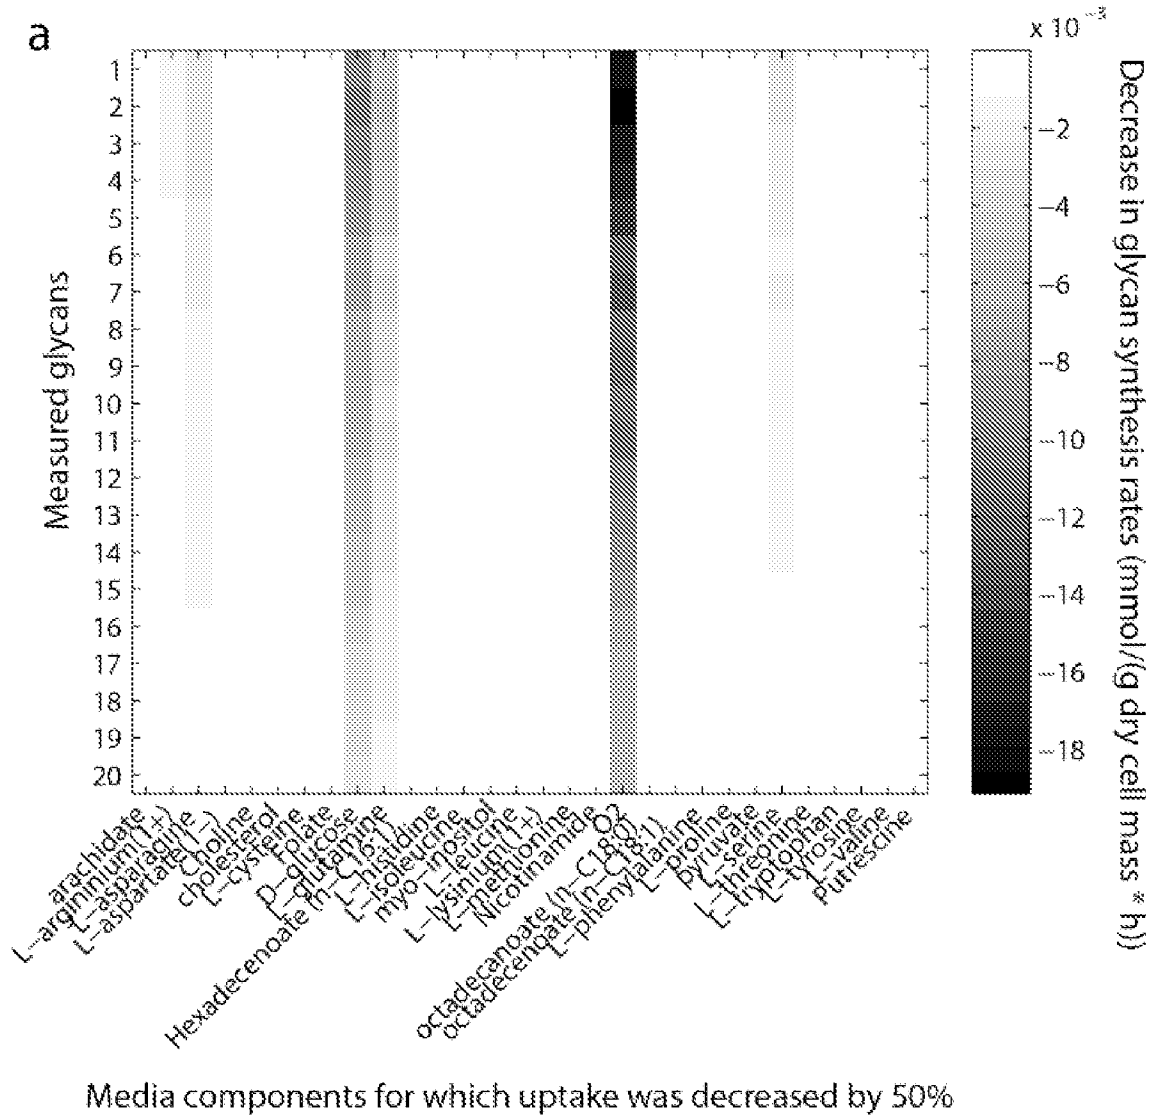 a
x 10⁻³
1
2
3
4
5
6
7
8
9
10
11
12
13
14
15
16
17
18
19
20
Measured glycans
−2
−4
−6
−8
−10
−12
−14
−16
−18
Decrease in glycan synthesis rates (mmol/(g dry cell mass * h))
arachidate
L−argininium(1+)
L−asparagine
L−aspartate(1−)
Choline
cholesterol
L−cysteine
Folate
D−glucose
L−glutamine
Hexadecenoate (n−C16:1)
L−histidine
L−isoleucine
myo−inositol
L−leucine
L−lysinium(1+)
L−methionine
Nicotinamide
O2
octadecanoate (n−C18:0)
octadecenoate (n−C18:1)
L−phenylalanine
L−proline
Pyruvate
L−serine
L−threonine
L−tryptophan
L−tyrosine
L−valine
Putrescine
Media components for which uptake was decreased by 50%